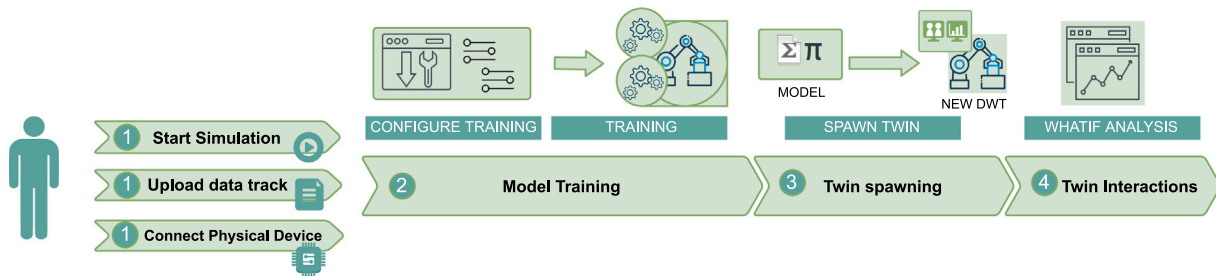 Σ π
MODEL
NEW DWT
CONFIGURE TRAINING
TRAINING
SPAWN TWIN
WHATIF ANALYSIS
1 Start Simulation
1 Upload data track
1 Connect Physical Device
2 Model Training
3 Twin spawning
4 Twin Interactions